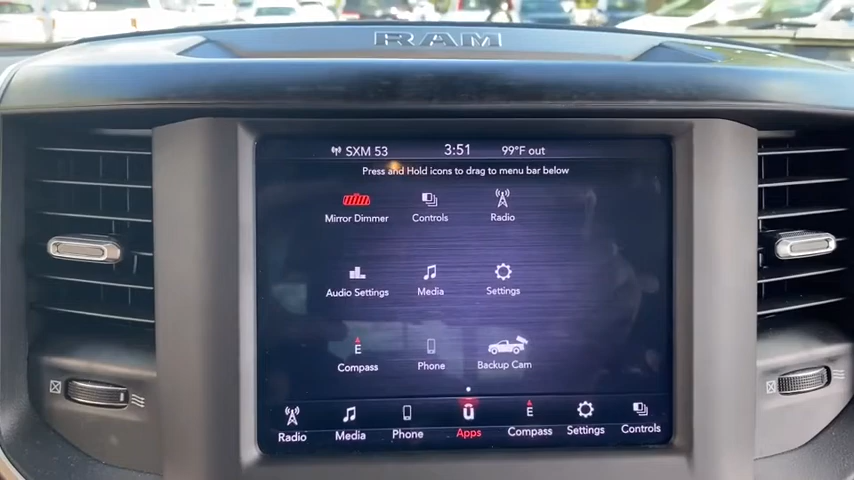 RAM
SXM 53 3:51 99°F out
Press and Hold icons to drag to menu bar below
Mirror Dimmer Controls Radio
Audio Settings Media Settings
E
Compass Phone Backup Cam
E
Radio Media Phone Apps Compass Settings Controls